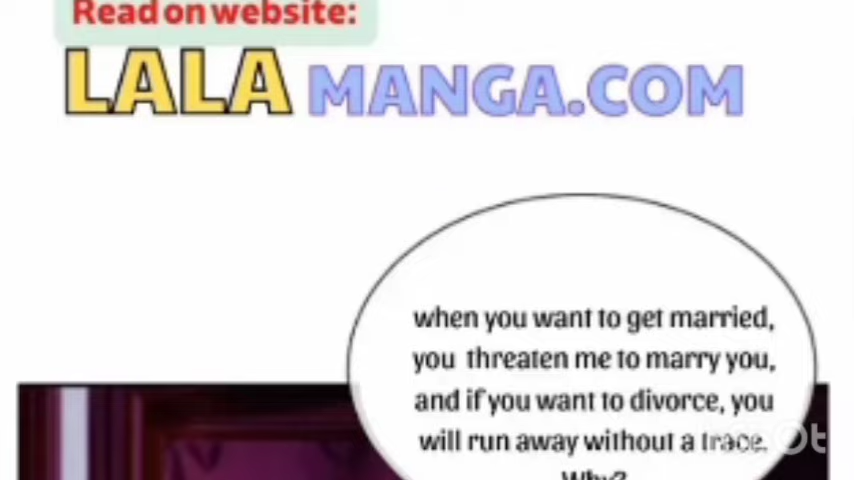 Read on website:
LALA MANGA.COM
when you want to get married,
you threaten me to marry you,
and if you want to divorce, you
will run away without a trace.
Why?